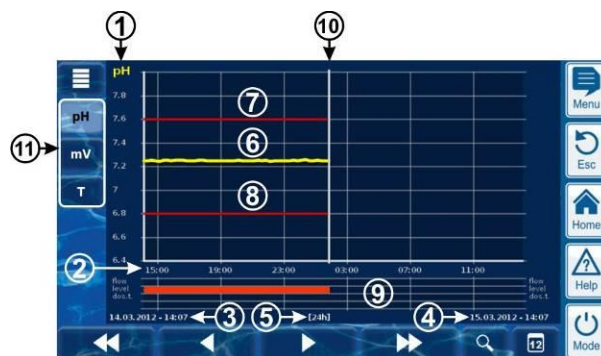 1
10
pH
7.8
7
7.6
pH
7.4
6
11
mV
7.2
T
7
8
6.8
6.6
6.4
2
15:00 19:00 23:00 03:00 07:00 11:00
flow
level
dos.t.
9
flow
level
dos.t.
14.03.2012 - 14:07
3
5
[24h]
4
15.03.2012 - 14:07
12
Menu
Esc
Home
?
Help
Mode